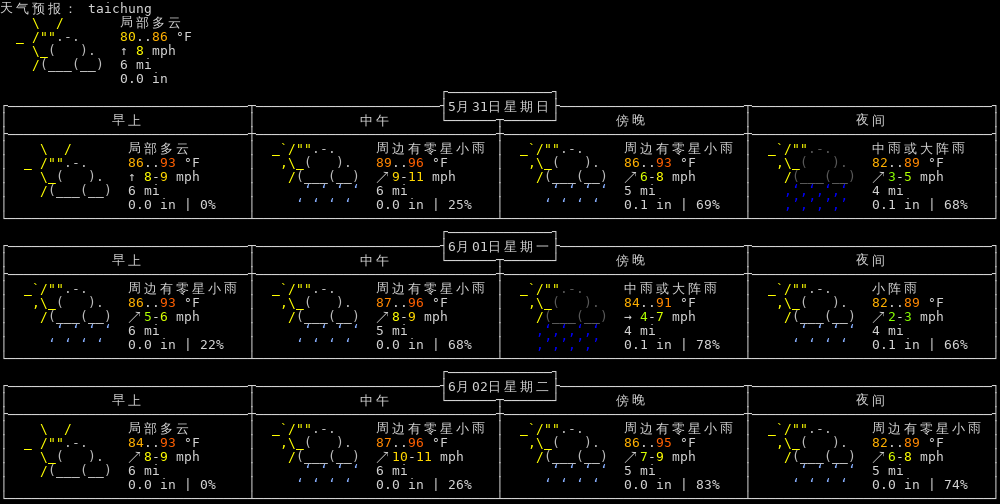 天气预报： taichung
局部多云
80..86 °F
↑ 8 mph
6 mi
0.0 in
5月31日星期日
早上 中午 傍晚 夜间
局部多云 周边有零星小雨 周边有零星小雨 中雨或大阵雨
86..93 °F 89..96 °F 86..93 °F 82..89 °F
↑ 8-9 mph ↗ 9-11 mph ↗ 6-8 mph ↗ 3-5 mph
6 mi 6 mi 5 mi 4 mi
0.0 in | 0% 0.0 in | 25% 0.1 in | 69% 0.1 in | 68%
6月01日星期一
早上 中午 傍晚 夜间
周边有零星小雨 周边有零星小雨 中雨或大阵雨 小阵雨
86..93 °F 87..96 °F 84..91 °F 82..89 °F
↗ 5-6 mph ↗ 8-9 mph → 4-7 mph ↗ 2-3 mph
6 mi 5 mi 4 mi 4 mi
0.0 in | 22% 0.0 in | 68% 0.1 in | 78% 0.1 in | 66%
6月02日星期二
早上 中午 傍晚 夜间
局部多云 周边有零星小雨 周边有零星小雨 周边有零星小雨
84..93 °F 87..96 °F 86..95 °F 82..89 °F
↗ 8-9 mph ↗ 10-11 mph ↗ 7-9 mph ↗ 6-8 mph
6 mi 6 mi 5 mi 5 mi
0.0 in | 0% 0.0 in | 26% 0.0 in | 83% 0.0 in | 74%